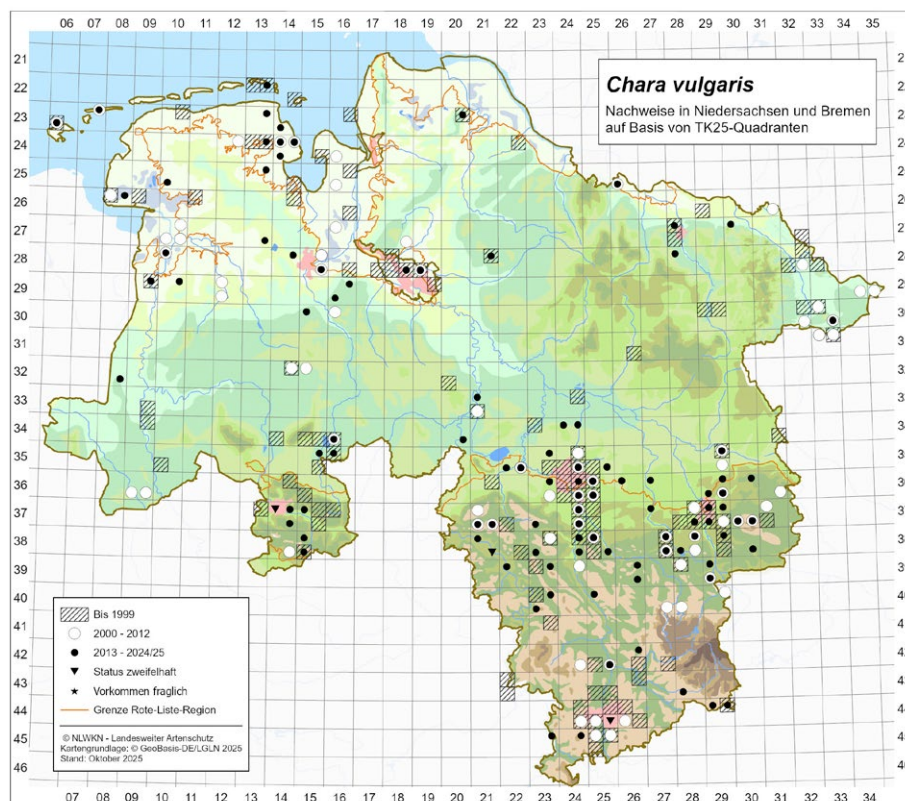 06 07 08 09 10 11 12 13 14 15 16 17 18 19 20 21 22 23 24 25 26 27 28 29 30 31 32 33 34 35
Chara vulgaris
Nachweise in Niedersachsen und Bremen
auf Basis von TK25-Quadranten
21
22
23
24
25
26
27
28
29
30
31
32
33
34
35
36
37
38
39
40
41
42
43
44
45
46
Bis 1999
2000 - 2012
2013 - 2024/25
Status zweifelhaft
Vorkommen fraglich
Grenze Rote-Liste-Region
© NLWKN - Landesweiter Artenschutz
Kartengrundlage: © GeoBasis-DE/LGLN 2025
Stand: Oktober 2025
07 08 09 10 11 12 13 14 15 16 17 18 19 20 21 22 23 24 25 26 27 28 29 30 31 32 33 34